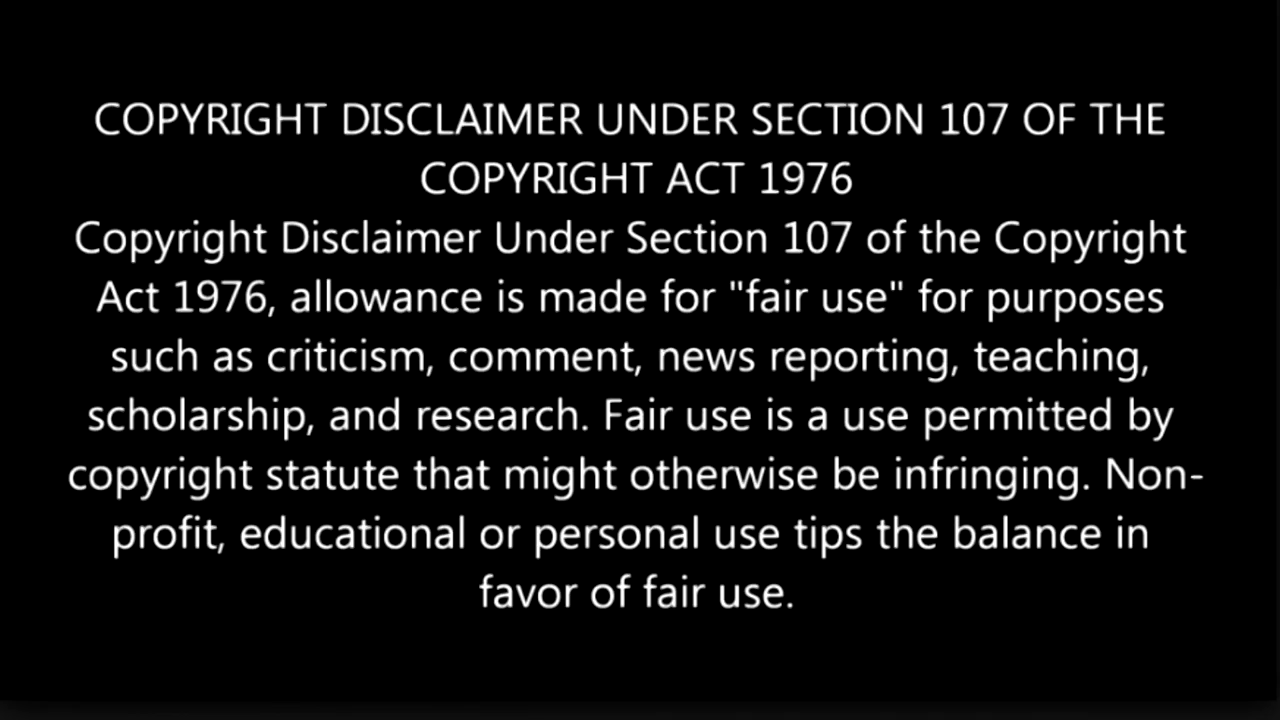 COPYRIGHT DISCLAIMER UNDER SECTION 107 OF THE
COPYRIGHT ACT 1976
Copyright Disclaimer Under Section 107 of the Copyright
Act 1976, allowance is made for "fair use" for purposes
such as criticism, comment, news reporting, teaching,
scholarship, and research. Fair use is a use permitted by
copyright statute that might otherwise be infringing. Non-
profit, educational or personal use tips the balance in
favor of fair use.